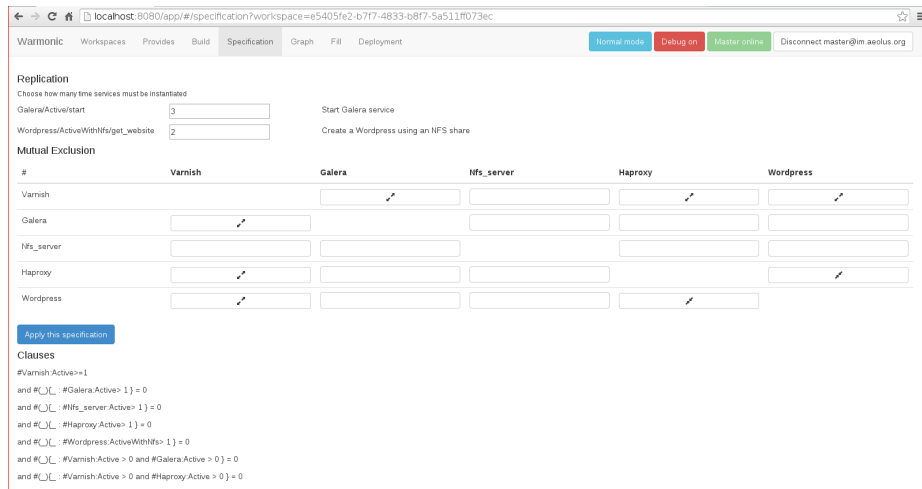 localhost:8080/app/#/specification?workspace=e5405fe2-b7f7-4833-b8f7-5a511ff073ec
Warmonic Workspaces Provides Build Specification Graph Fill Deployment Normal mode Debug on Master online Disconnect master@im.aeolus.org
Replication
Choose how many time services must be instantiated
Galera/Active/start 3 Start Galera service
Wordpress/ActiveWithNfs/get_website 2 Create a Wordpress using an NFS share
Mutual Exclusion
# Varnish Galera Nfs_server Haproxy Wordpress
Varnish
Galera
Nfs_server
Haproxy
Wordpress
Apply this specification
Clauses
#Varnish:Active>=1
and #(_){_ : #Galera:Active> 1 } = 0
and #(_){_ : #Nfs_server:Active> 1 } = 0
and #(_){_ : #Haproxy:Active> 1 } = 0
and #(_){_ : #Wordpress:ActiveWithNfs> 1 } = 0
and #(_){_ : #Varnish:Active > 0 and #Galera:Active > 0 } = 0
and #(_){_ : #Varnish:Active > 0 and #Haproxy:Active > 0 } = 0